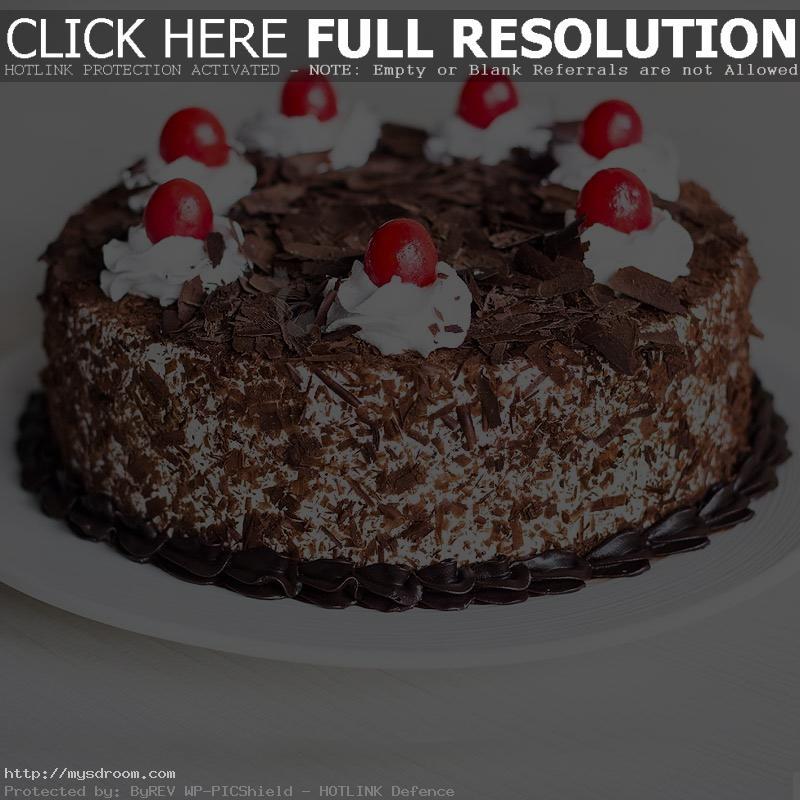 CLICK HERE FULL RESOLUTION
HOTLINK PROTECTION ACTIVATED – NOTE: Empty or Blank Referrals are not Allowed
http://mysdroom.com
Protected by: ByREV WP-PICShield – HOTLINK Defence